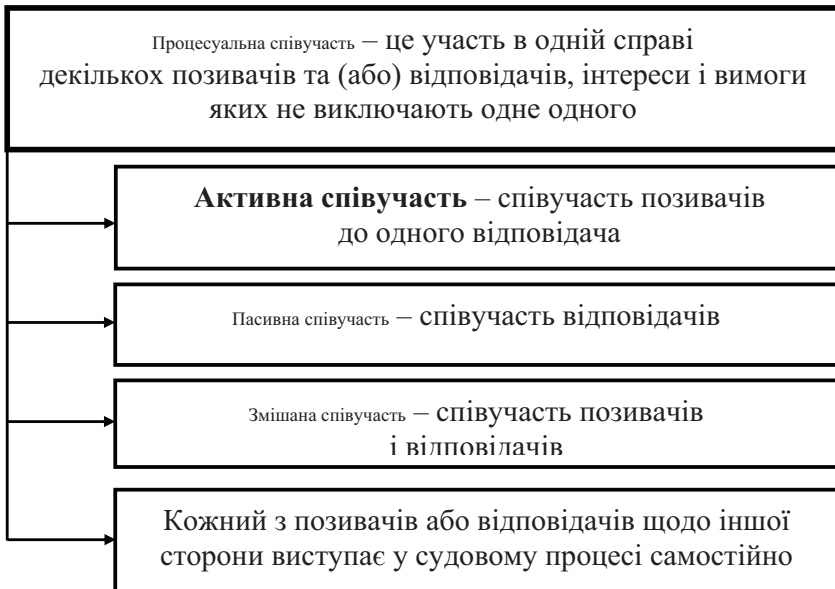 Процесуальна співучасть – це участь в одній справі
декількох позивачів та (або) відповідачів, інтереси і вимоги
яких не виключають одне одного
Активна співучасть – співучасть позивачів
до одного відповідача
Пасивна співучасть – співучасть відповідачів
Змішана співучасть – співучасть позивачів
і відповідачів
Кожний з позивачів або відповідачів щодо іншої
сторони виступає у судовому процесі самостійно